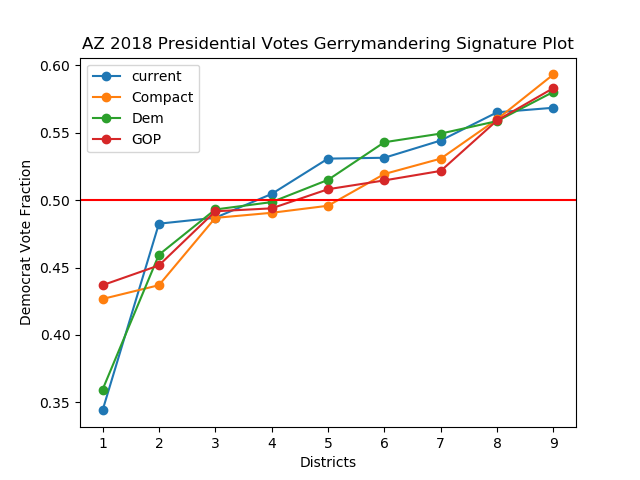 AZ 2018 Presidential Votes Gerrymandering Signature Plot
current
Compact
Dem
GOP
Democrat Vote Fraction
0.60
0.55
0.50
0.45
0.40
0.35
1 2 3 4 5 6 7 8 9
Districts